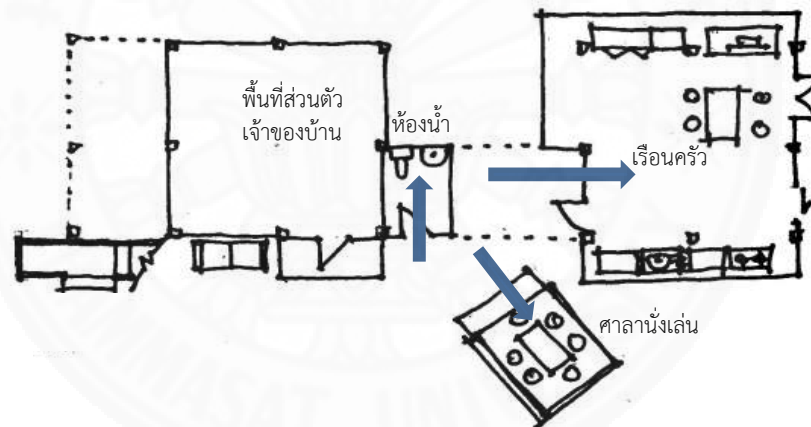 พื้นที่ส่วนตัว
เจ้าของบ้าน
ห้องน้ำ
เรือนครัว
ศาลานั่งเล่น